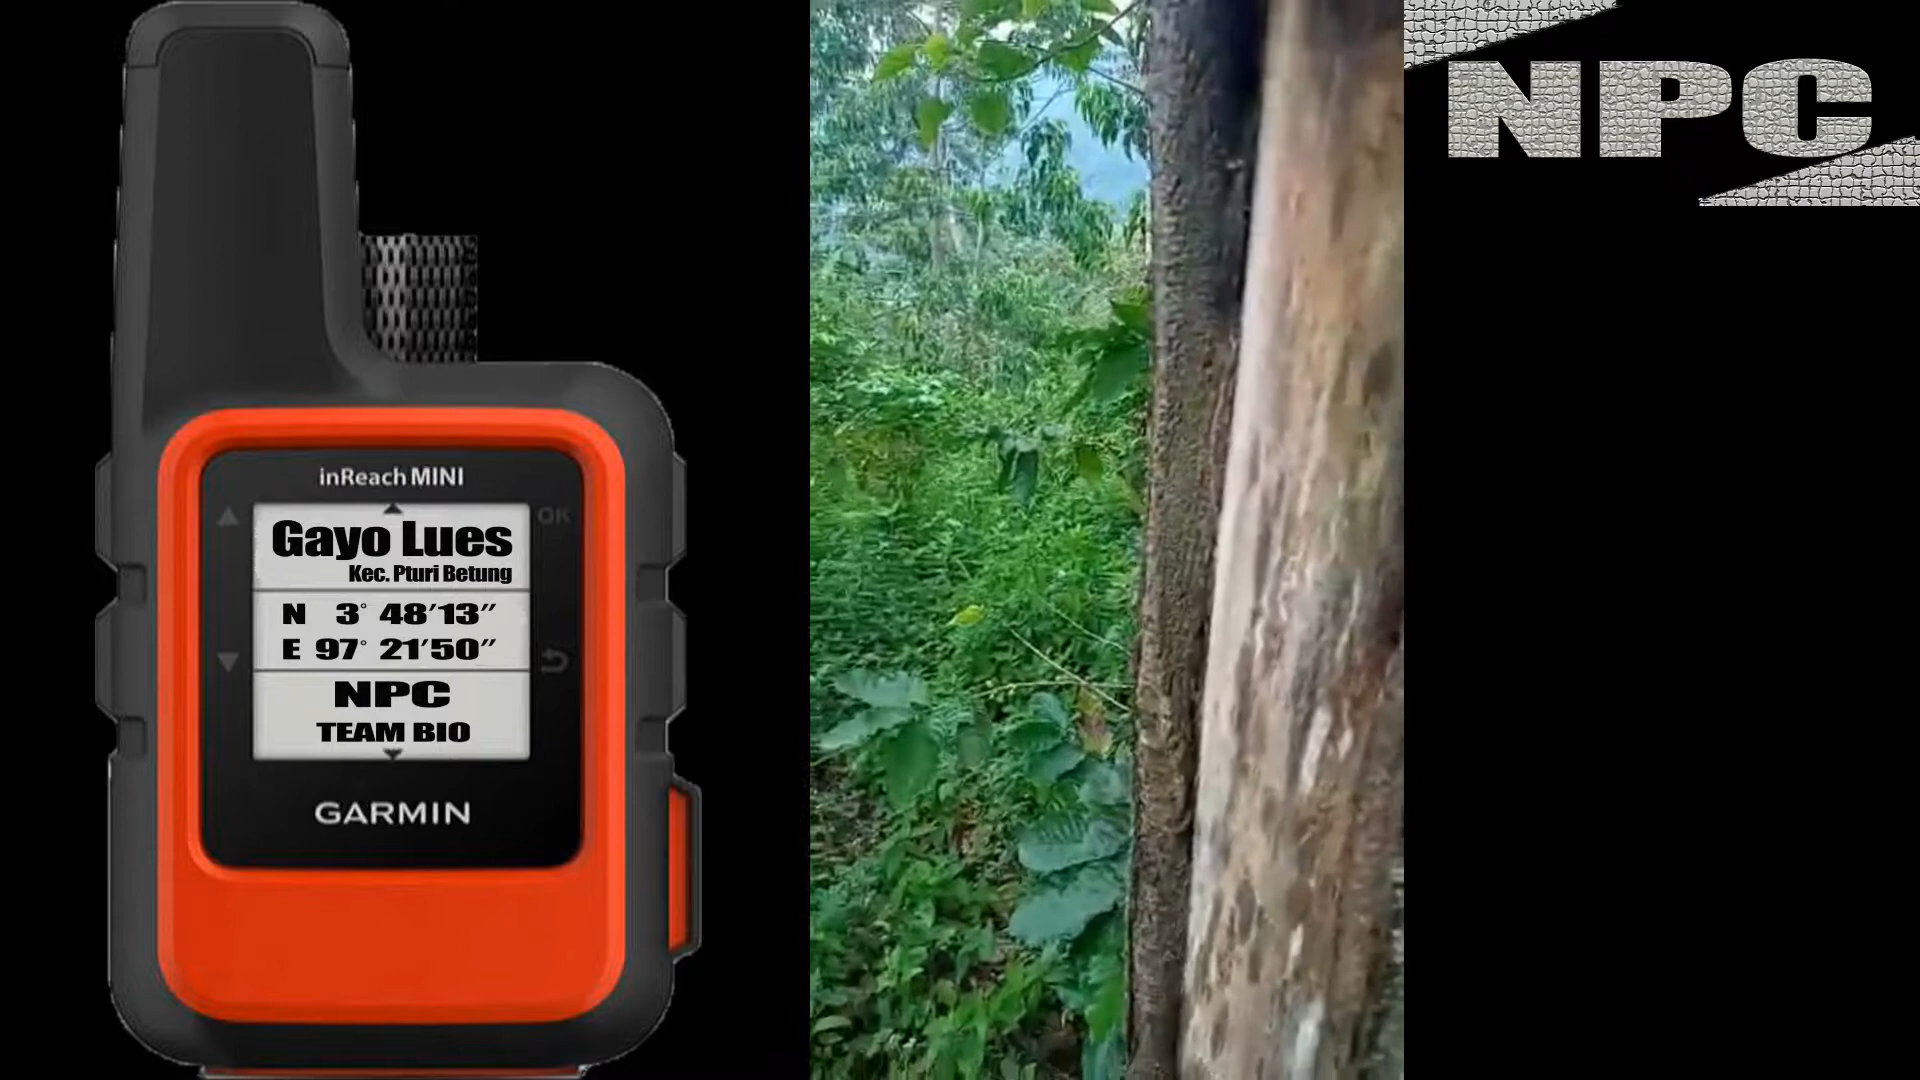 NPC
inReach MINI
OK
Gayo Lues
Kec. Pturi Betung
N 3° 48'13"
E 97° 21'50"
NPC
TEAM BIO
GARMIN